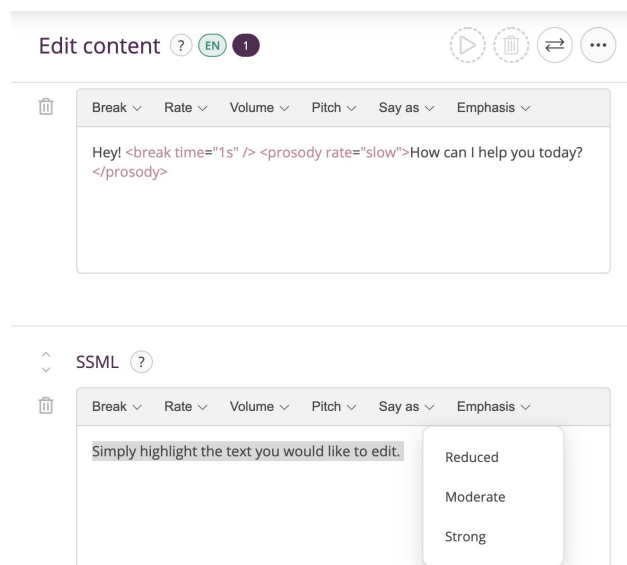 Edit content ? EN 1
Break Rate Volume Pitch Say as Emphasis
Hey! <break time="1s" /> <prosody rate="slow">How can I help you today?
</prosody>
SSML ?
Break Rate Volume Pitch Say as Emphasis
Simply highlight the text you would like to edit.
Reduced
Moderate
Strong